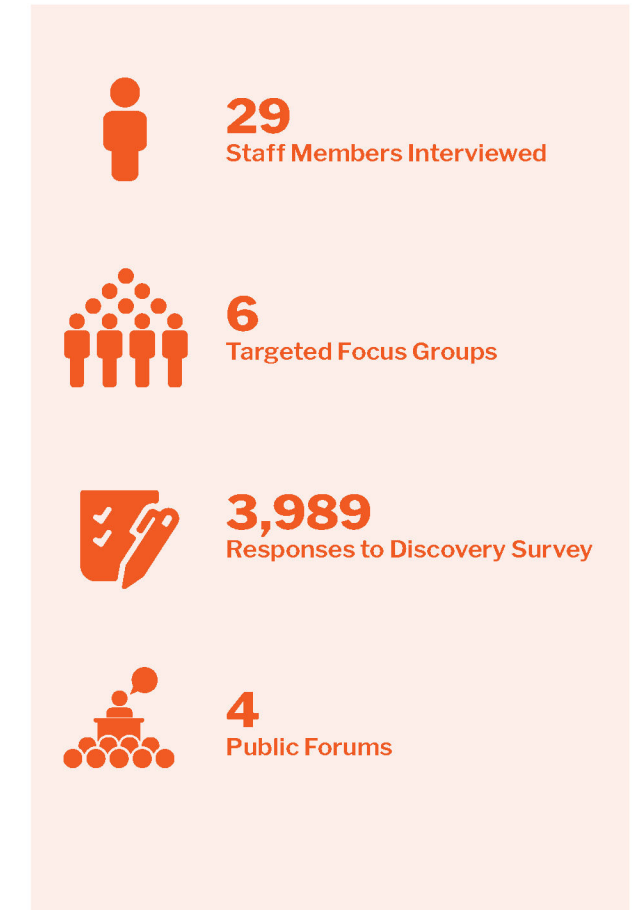 29
Staff Members Interviewed
6
Targeted Focus Groups
3,989
Responses to Discovery Survey
4
Public Forums